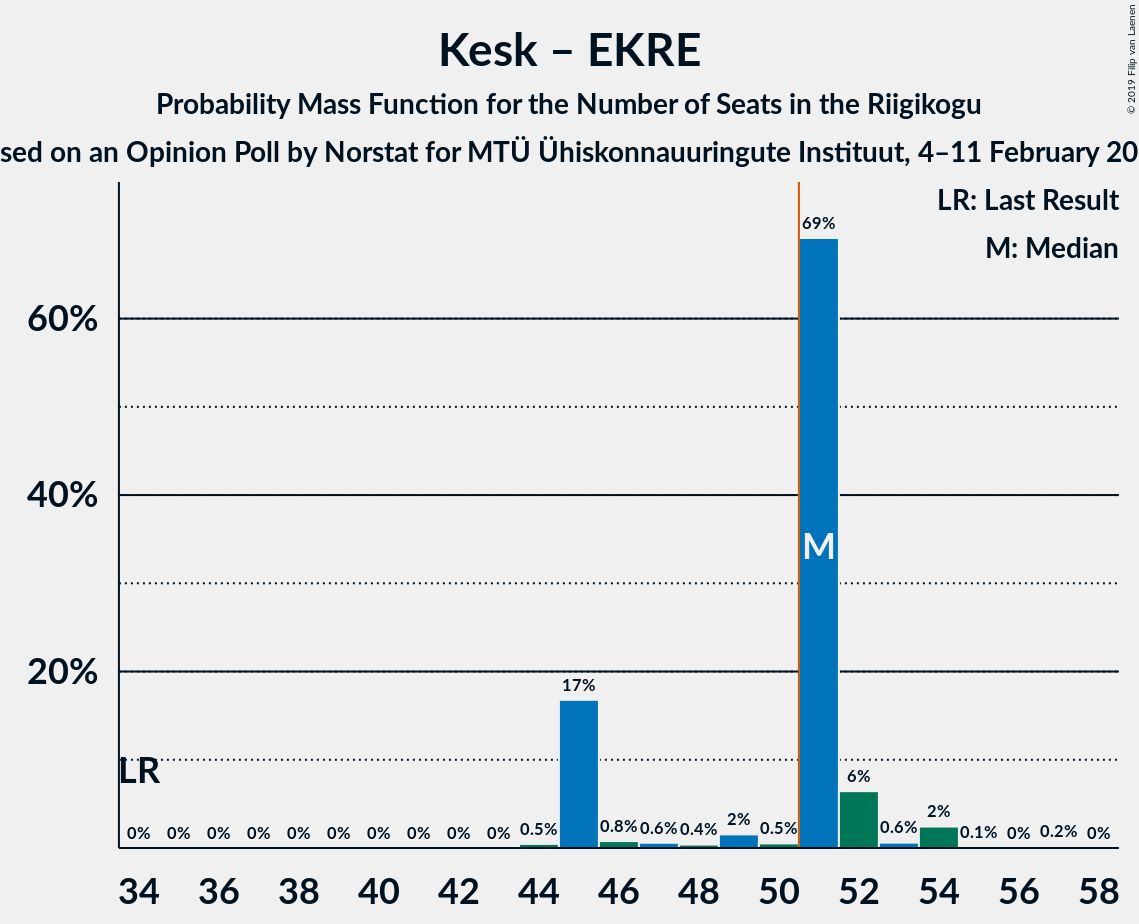 Kesk – EKRE
Probability Mass Function for the Number of Seats in the Riigikogu
sed on an Opinion Poll by Norstat for MTÜ Ühiskonnauuringute Instituut, 4–11 February 20
© 2019 Filip van Laenen
LR: Last Result
M: Median
60%
40%
20%
LR
M
0% 0% 0% 0% 0% 0% 0% 0% 0% 0% 0.5% 17% 0.8% 0.6% 0.4% 2% 0.5% 69% 6% 0.6% 2% 0.1% 0% 0.2% 0%
34 36 38 40 42 44 46 48 50 52 54 56 58